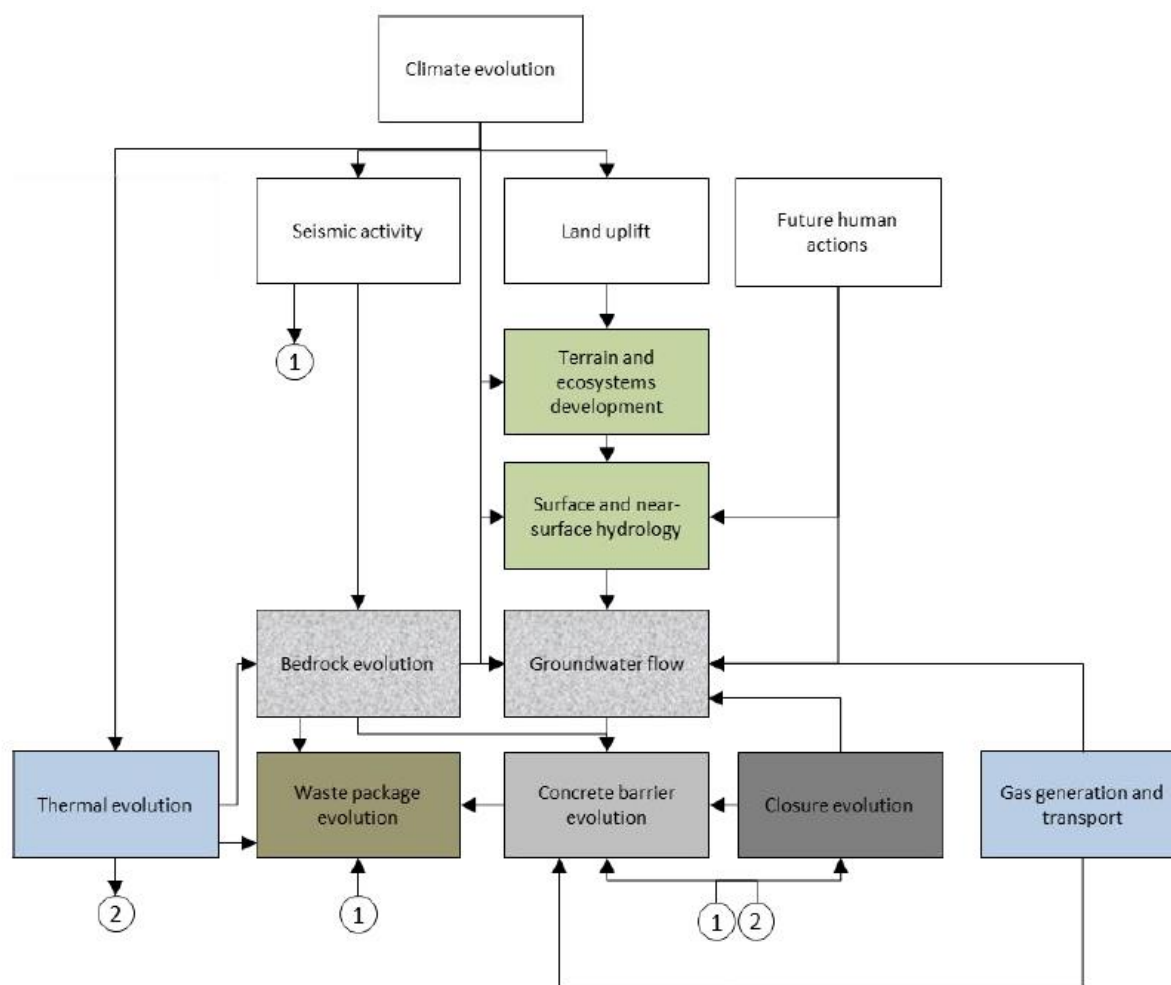 Climate evolution
Seismic activity
Land uplift
Future human
actions
1
Terrain and
ecosystems
development
Surface and near-
surface hydrology
Bedrock evolution
Groundwater flow
Thermal evolution
Waste package
evolution
Concrete barrier
evolution
Closure evolution
Gas generation and
transport
2
1
1
2